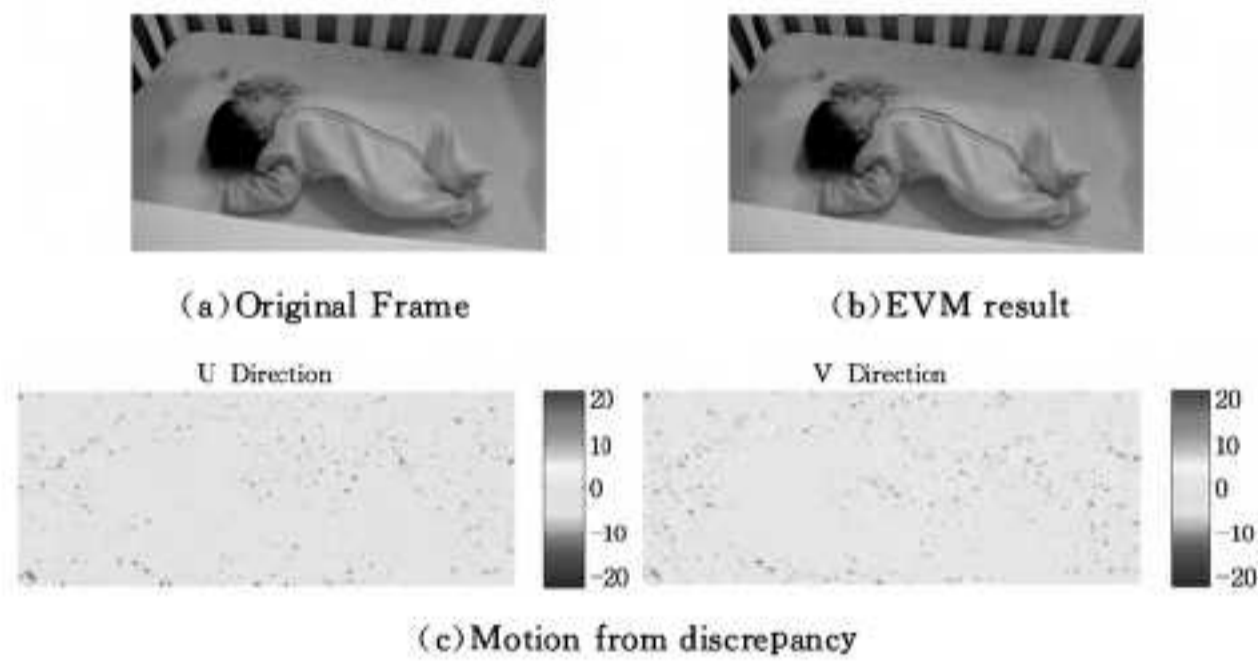 (a)Original Frame
(b)EVM result
U Direction
V Direction
20
10
0
-10
-20
20
10
0
-10
-20
(c)Motion from discrepancy